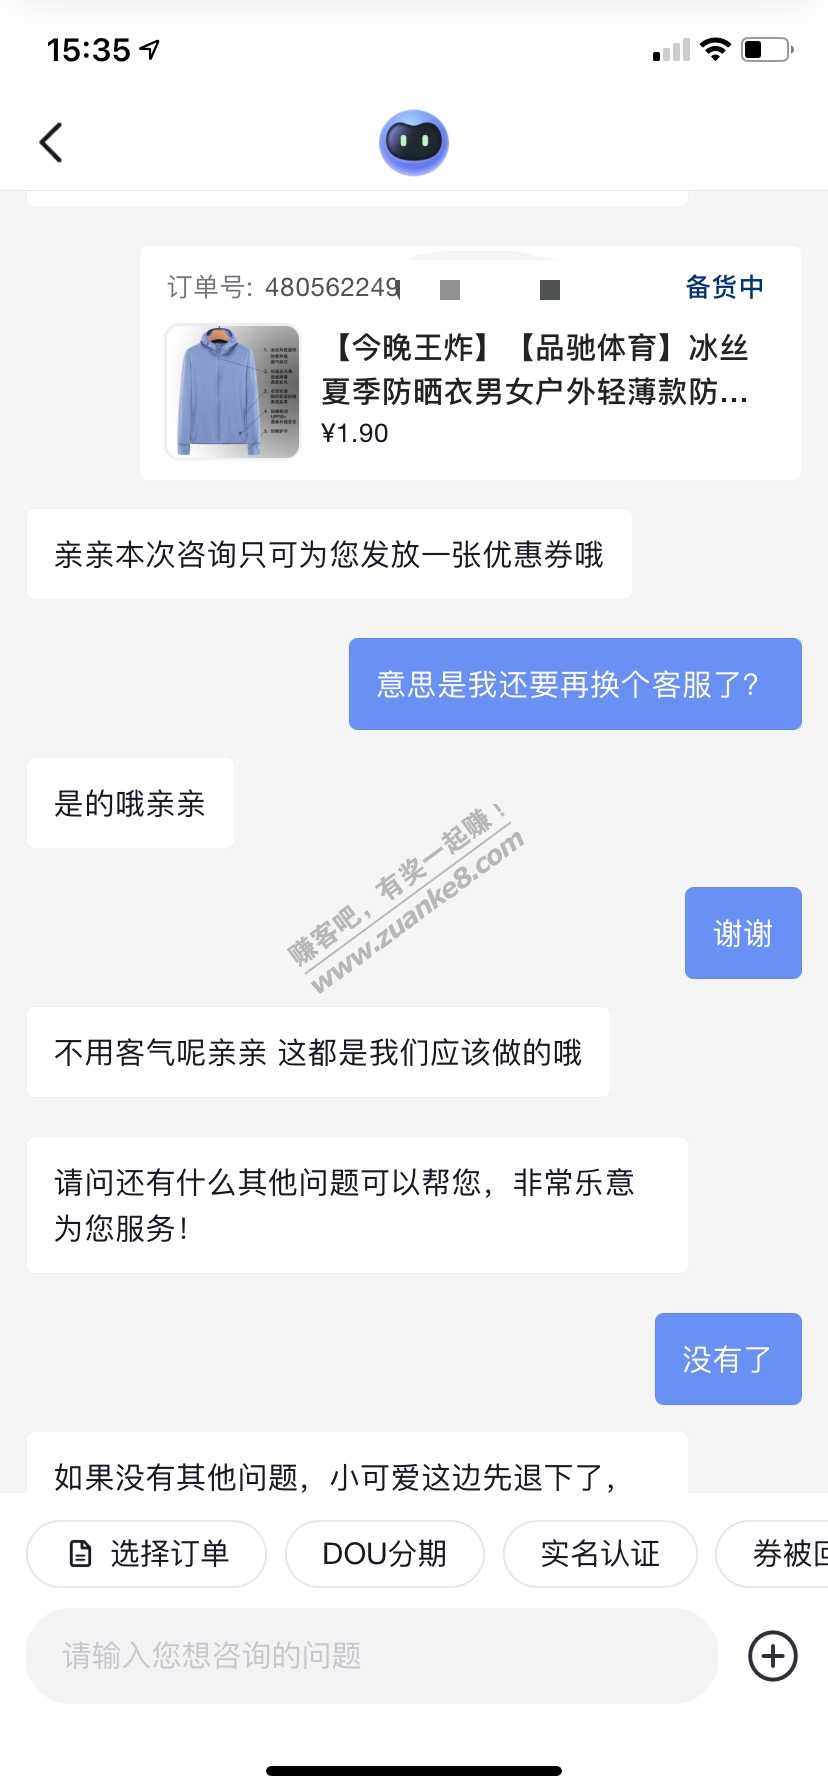 15:35
订单号: 480562249
备货中
【今晚王炸】【品驰体育】冰丝
夏季防晒衣男女户外轻薄款防...
¥1.90
亲亲本次咨询只可为您发放一张优惠券哦
意思是我还要再换个客服了?
是的哦亲亲
赚客吧，有奖一起赚！
www.zuanke8.com
谢谢
不用客气呢亲亲 这都是我们应该做的哦
请问还有什么其他问题可以帮您，非常乐意
为您服务！
没有了
如果没有其他问题，小可爱这边先退下了，
选择订单
DOU分期
实名认证
券被回
请输入您想咨询的问题